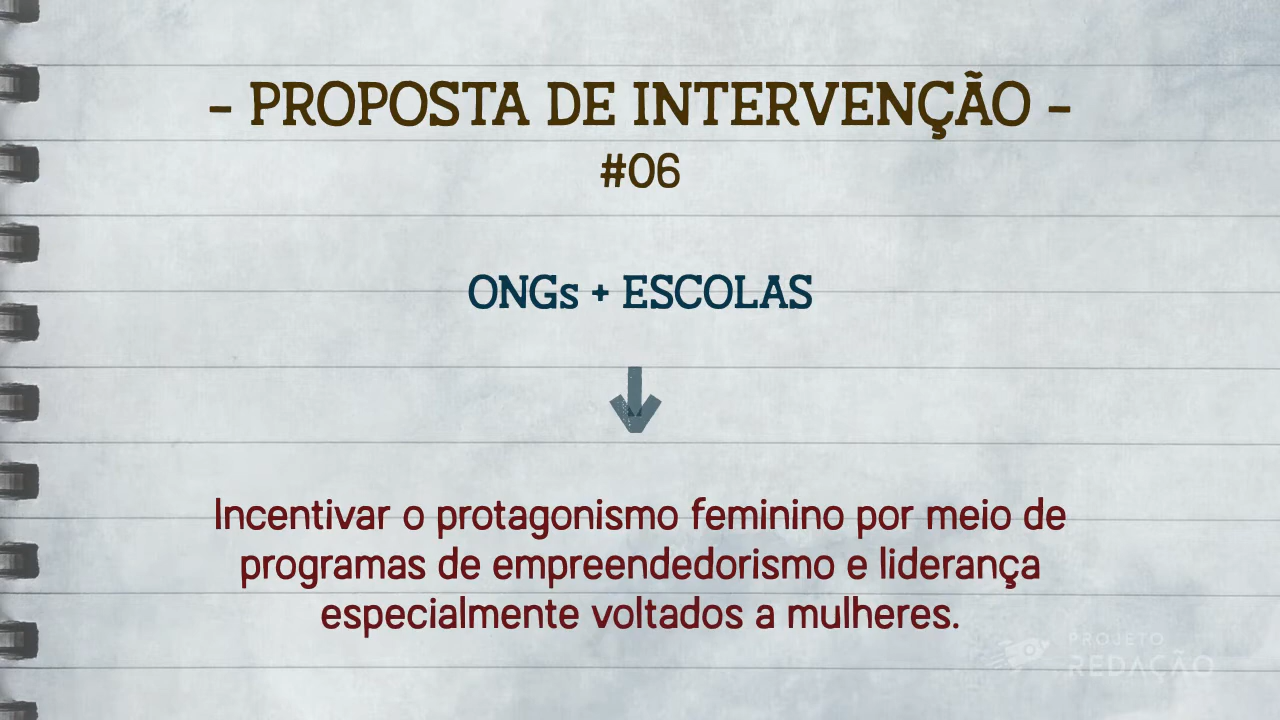 - PROPOSTA DE INTERVENÇÃO -
#06
ONGs + ESCOLAS
Incentivar o protagonismo feminino por meio de
programas de empreendedorismo e liderança
especialmente voltados a mulheres.
PROJETO
REDAÇÃO